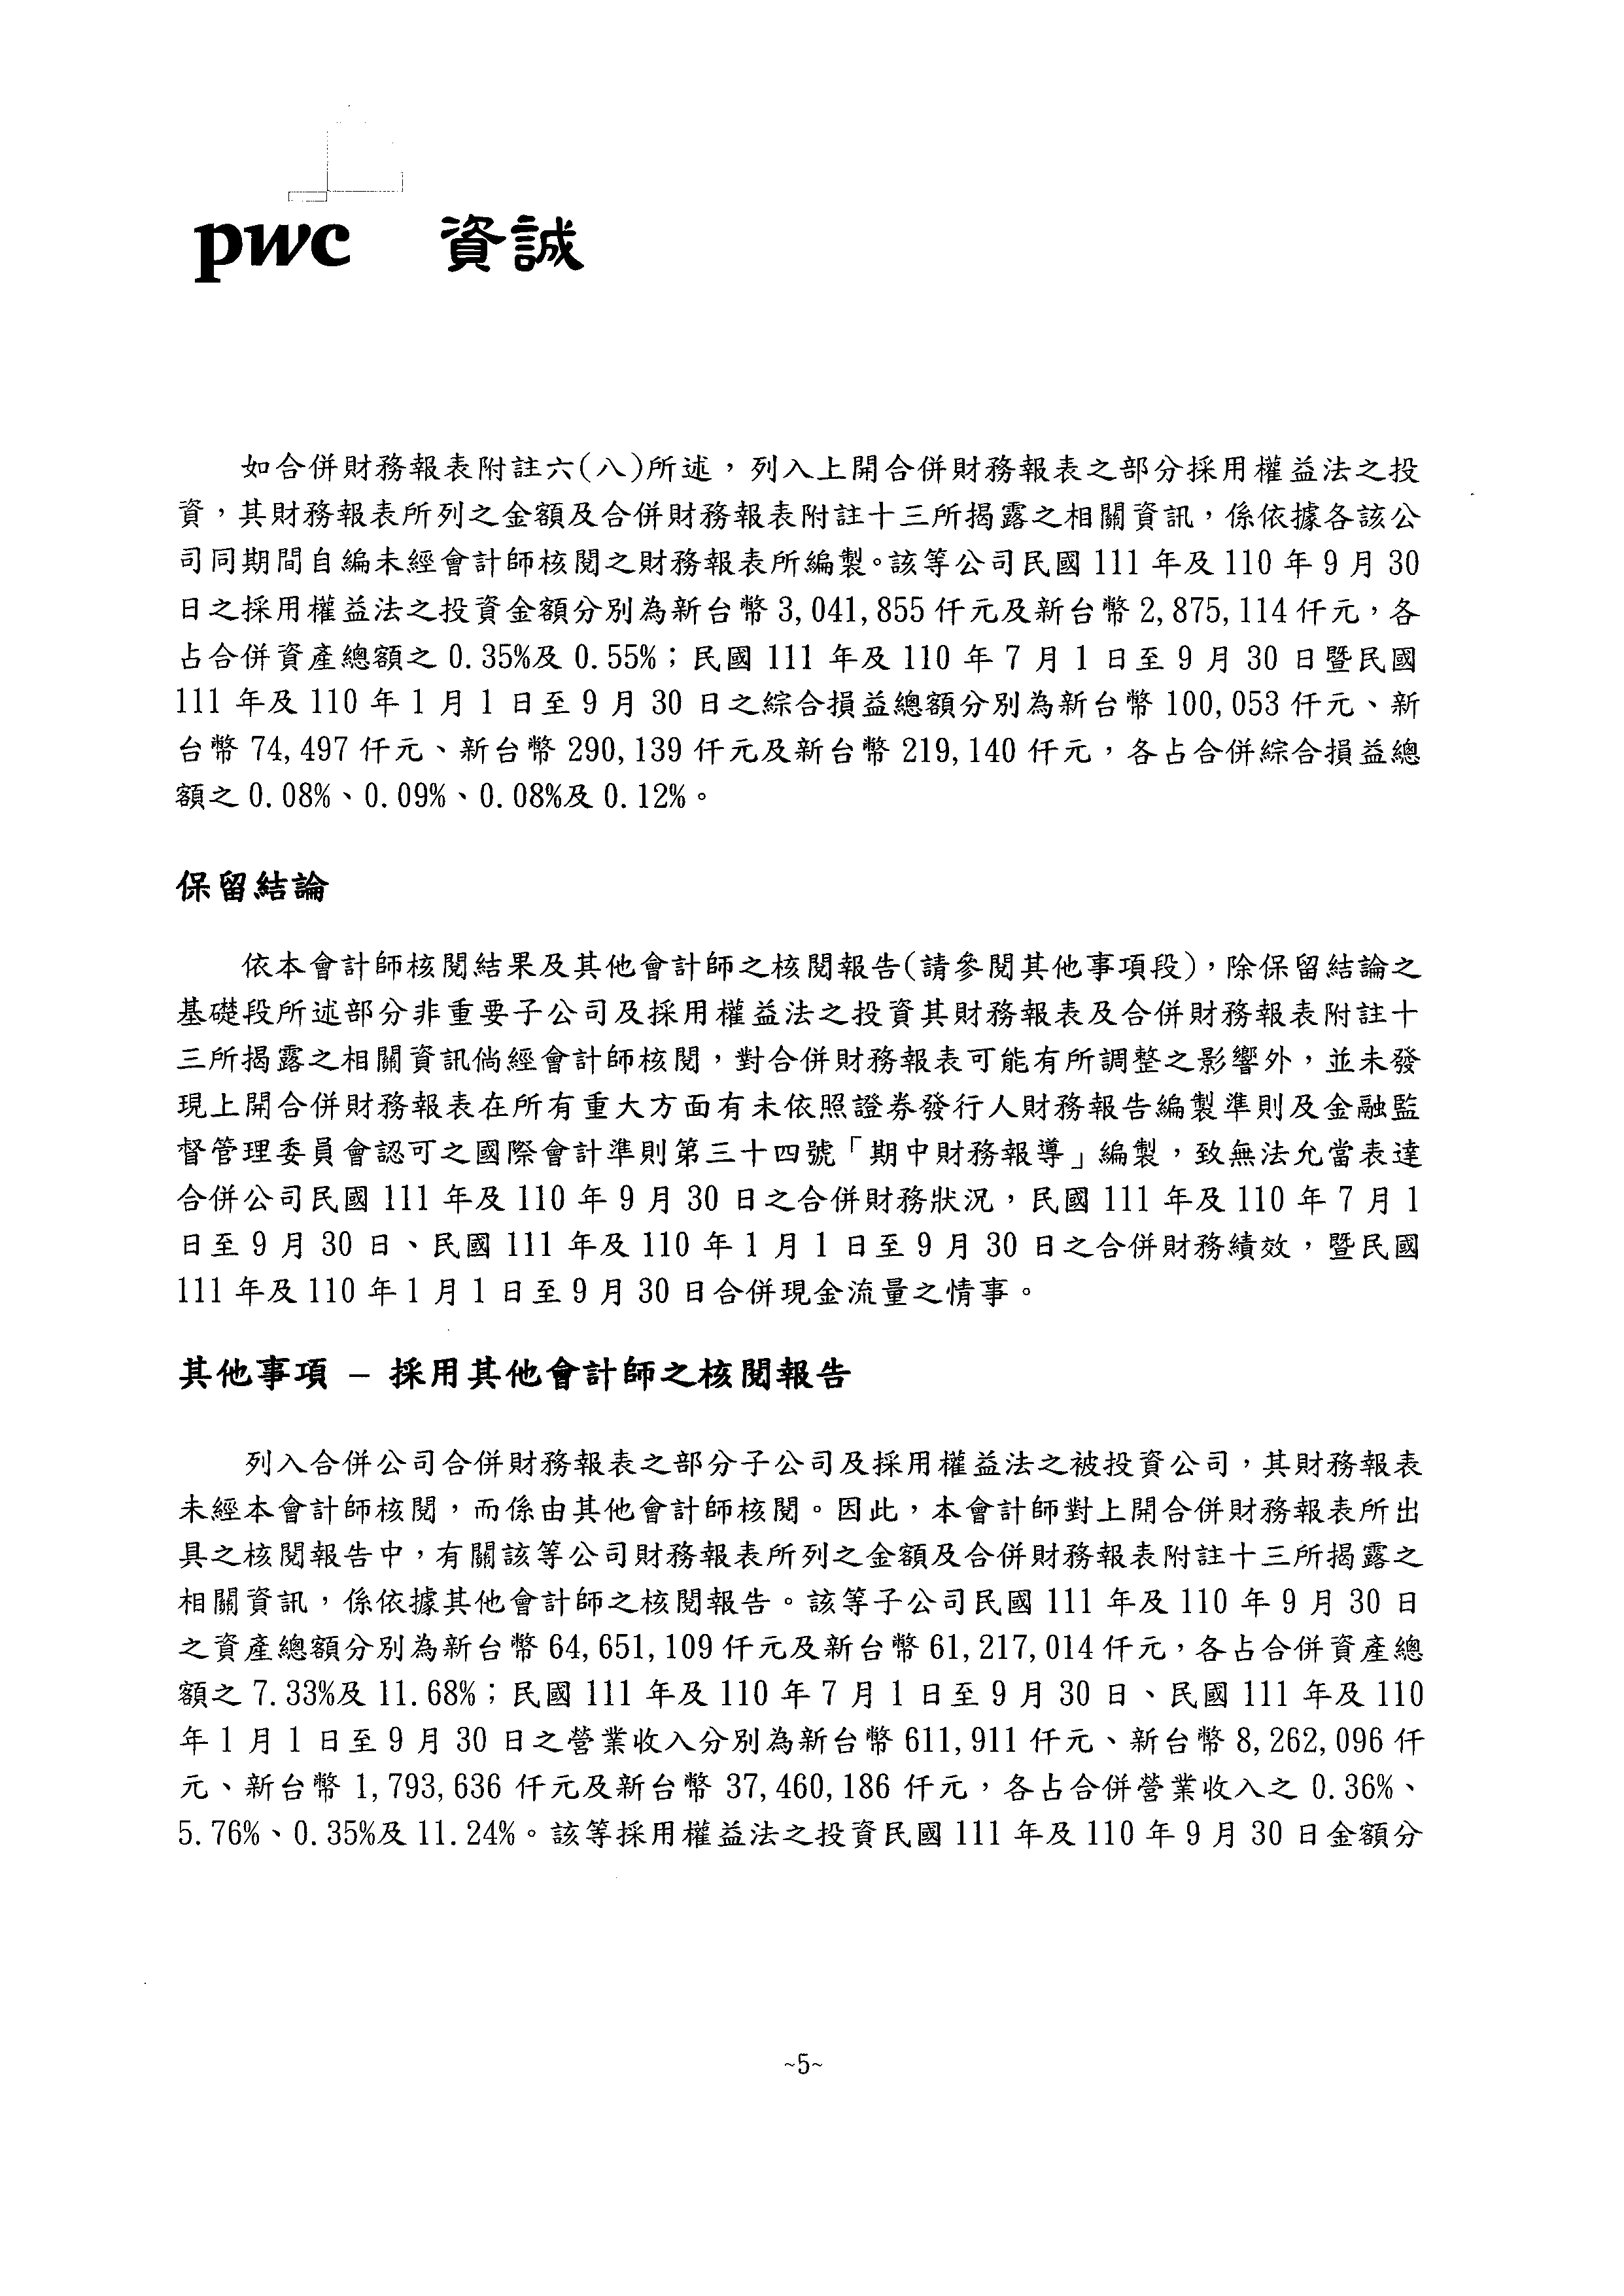 pwc 資誠
如合併財務報表附註六(八)所述，列入上開合併財務報表之部分採用權益法之投
資，其財務報表所列之金額及合併財務報表附註十三所揭露之相關資訊，係依據各該公
司同期間自編未經會計師核閱之財務報表所編製。該等公司民國 111 年及 110 年 9 月 30
日之採用權益法之投資金額分別為新台幣 3,041,855 仟元及新台幣 2,875,114 仟元，各
占合併資產總額之 0.35%及 0.55%；民國 111 年及 110 年 7 月 1 日至 9 月 30 日暨民國
111 年及 110 年 1 月 1 日至 9 月 30 日之綜合損益總額分別為新台幣 100,053 仟元、新
台幣 74,497 仟元、新台幣 290,139 仟元及新台幣 219,140 仟元，各占合併綜合損益總
額之 0.08%、0.09%、0.08%及 0.12%。
保留結論
依本會計師核閱結果及其他會計師之核閱報告(請參閱其他事項段)，除保留結論之
基礎段所述部分非重要子公司及採用權益法之投資其財務報表及合併財務報表附註十
三所揭露之相關資訊倘經會計師核閱，對合併財務報表可能有所調整之影響外，並未發
現上開合併財務報表在所有重大方面有未依照證券發行人財務報告編製準則及金融監
督管理委員會認可之國際會計準則第三十四號「期中財務報導」編製，致無法允當表達
合併公司民國 111 年及 110 年 9 月 30 日之合併財務狀況，民國 111 年及 110 年 7 月 1
日至 9 月 30 日、民國 111 年及 110 年 1 月 1 日至 9 月 30 日之合併財務績效，暨民國
111 年及 110 年 1 月 1 日至 9 月 30 日合併現金流量之情事。
其他事項 – 採用其他會計師之核閱報告
列入合併公司合併財務報表之部分子公司及採用權益法之被投資公司，其財務報表
未經本會計師核閱，而係由其他會計師核閱。因此，本會計師對上開合併財務報表所出
具之核閱報告中，有關該等公司財務報表所列之金額及合併財務報表附註十三所揭露之
相關資訊，係依據其他會計師之核閱報告。該等子公司民國 111 年及 110 年 9 月 30 日
之資產總額分別為新台幣 64,651,109 仟元及新台幣 61,217,014 仟元，各占合併資產總
額之 7.33%及 11.68%；民國 111 年及 110 年 7 月 1 日至 9 月 30 日、民國 111 年及 110
年 1 月 1 日至 9 月 30 日之營業收入分別為新台幣 611,911 仟元、新台幣 8,262,096 仟
元、新台幣 1,793,636 仟元及新台幣 37,460,186 仟元，各占合併營業收入之 0.36%、
5.76%、0.35%及 11.24%。該等採用權益法之投資民國 111 年及 110 年 9 月 30 日金額分
~5~